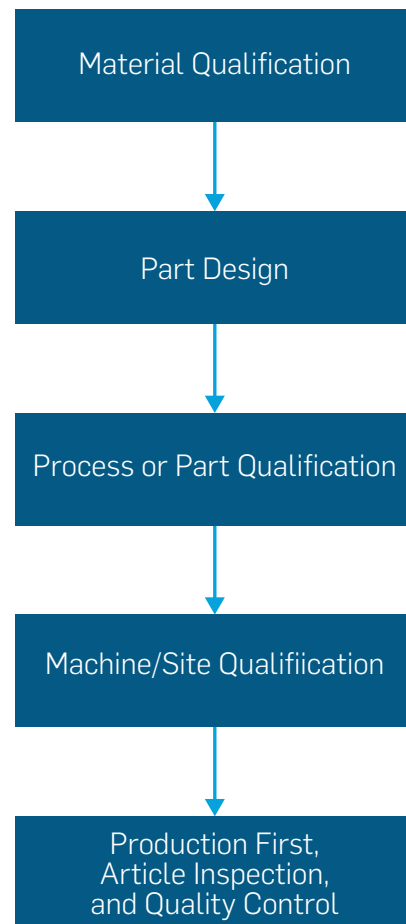 Material Qualification
Part Design
Process or Part Qualification
Machine/Site Qualifiication
Production First,
Article Inspection,
and Quality Control